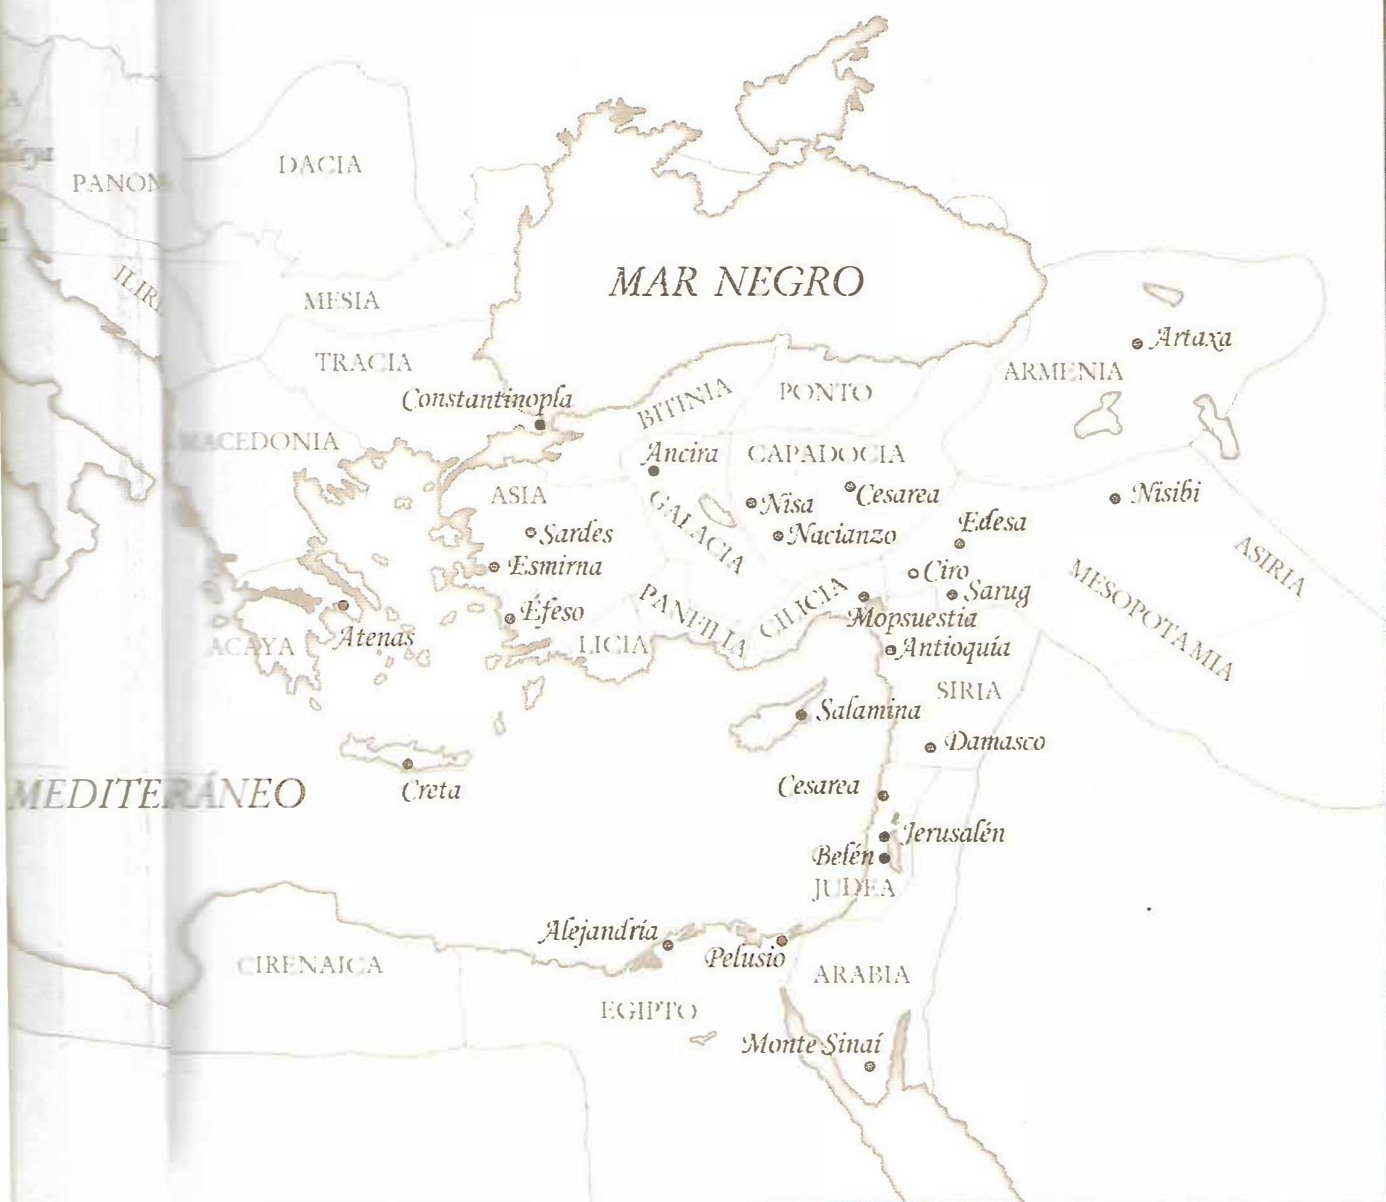 DACIA
PANON
MAR NEGRO
MESIA
Artaxa
TRACIA
ARMENIA
BITINIA
PONTO
Constantinopla
MACEDONIA
Ancira
CAPADOCIA
ASIA
Nisa
Cesarea
Nisibi
GALACIA
Sardes
Nacianzo
Edesa
ASIRIA
Esmirna
Ciro
MESOPOTAMIA
Sarug
Éfeso
PANFILIA
CILICIA
Mopsuestia
Atenas
ACAYA
LICIA
Antioquía
SIRIA
Salamina
Damasco
Creta
MEDITERÁNEO
Cesarea
Jerusalén
Belén
JUDEA
Alejandría
Pelusio
CIRENAICA
ARABIA
EGIPTO
Monte Sinaí
ILIRI